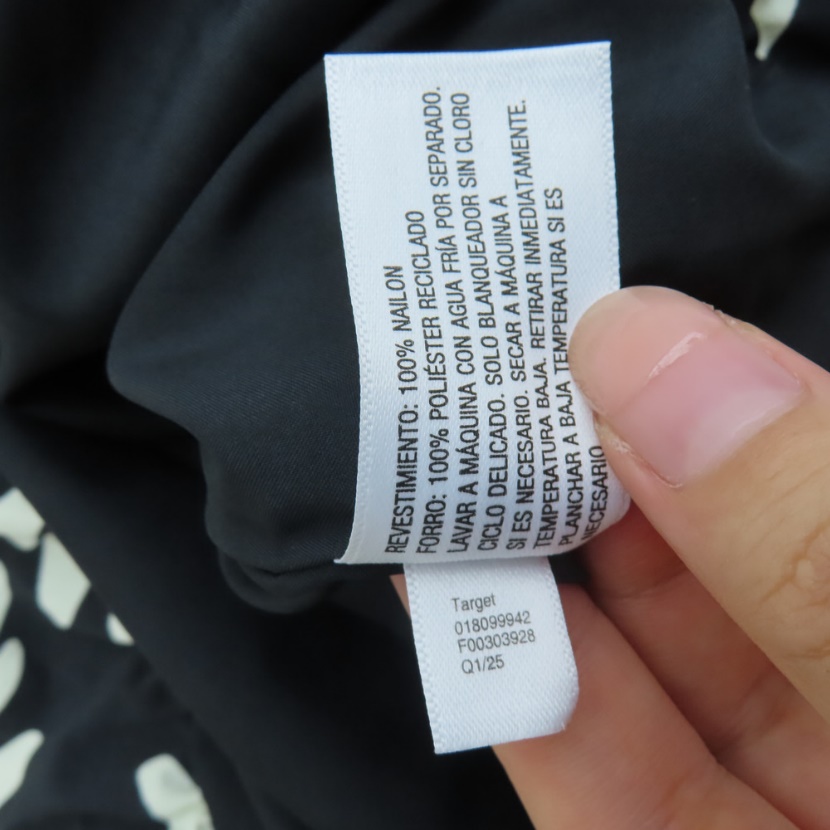 REVESTIMIENTO: 100% NAILON
FORRO: 100% POLIÉSTER RECICLADO
LAVAR A MÁQUINA CON AGUA FRÍA POR SEPARADO.
CICLO DELICADO. SOLO BLANQUEADOR SIN CLORO
SI ES NECESARIO. SECAR A MÁQUINA A
TEMPERATURA BAJA. RETIRAR INMEDIATAMENTE.
PLANCHAR A BAJA TEMPERATURA SI ES
NECESARIO
Target
018099942
F00303928
Q1/25